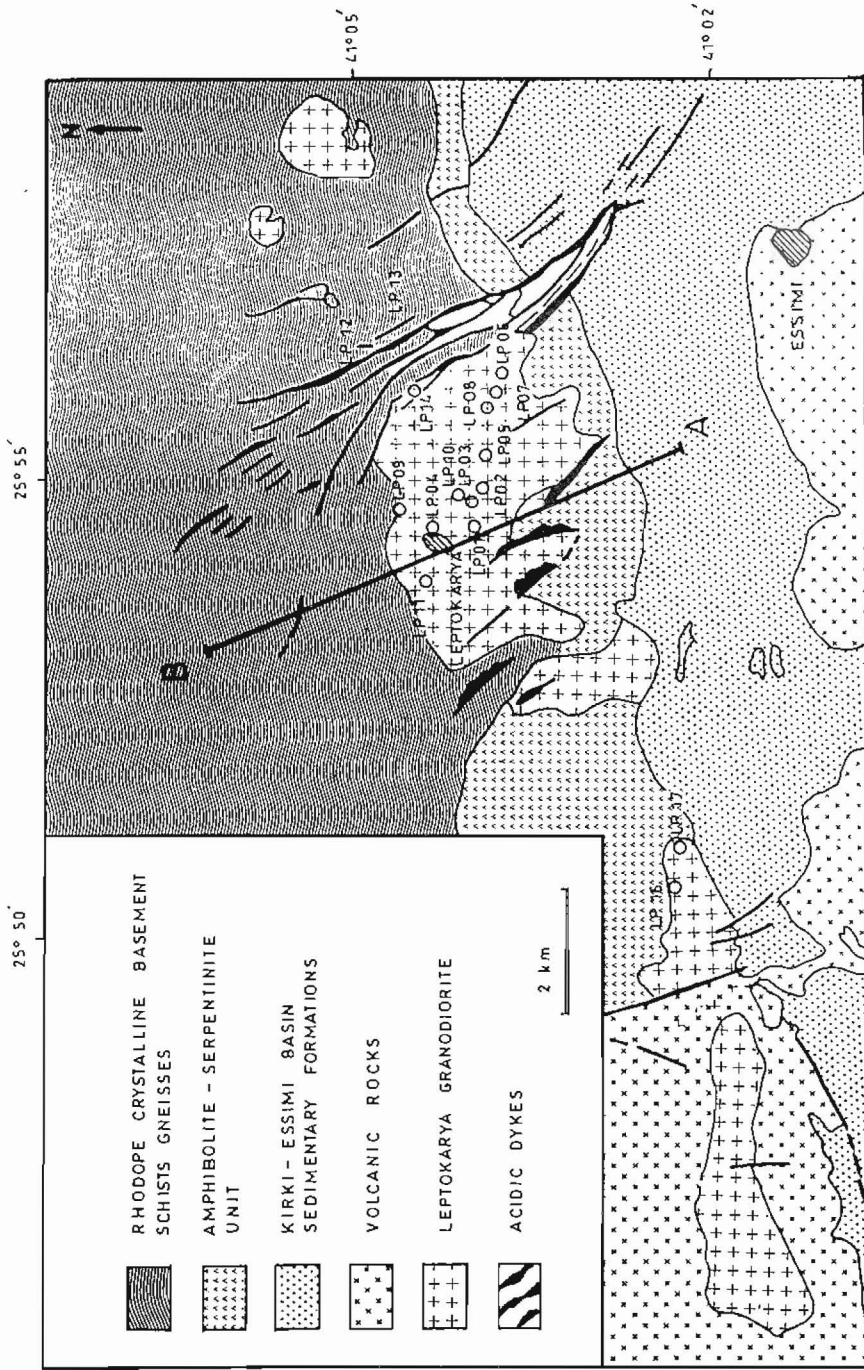 25° 50´
25° 55´
RHODOPE CRYSTALLINE BASEMENT
SCHISTS GNEISSES
AMPHIBOLITE - SERPENTINITE
UNIT
KIRKI - ESSIMI BASIN
SEDIMENTARY FORMATIONS
VOLCANIC ROCKS
LEPTOKARYA GRANODIORITE
ACIDIC DYKES
2 km
N
41° 05´
41° 02´
B
A
LP.12
LP.13
LP.14
LP.09
LP.11
LP.04
LP.10
LP.03
LP.08
LP.06
LEPTOKARYA
LP.01
LP.02
LP.05
LP.07
LP.16
LP.17
ESSIMI